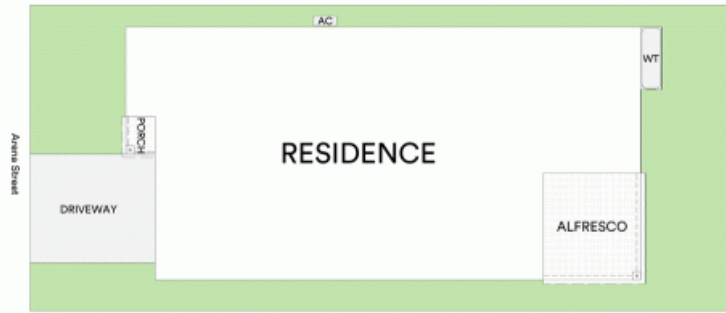 AC
WT
PORCH
RESIDENCE
Arena Street
DRIVEWAY
ALFRESCO